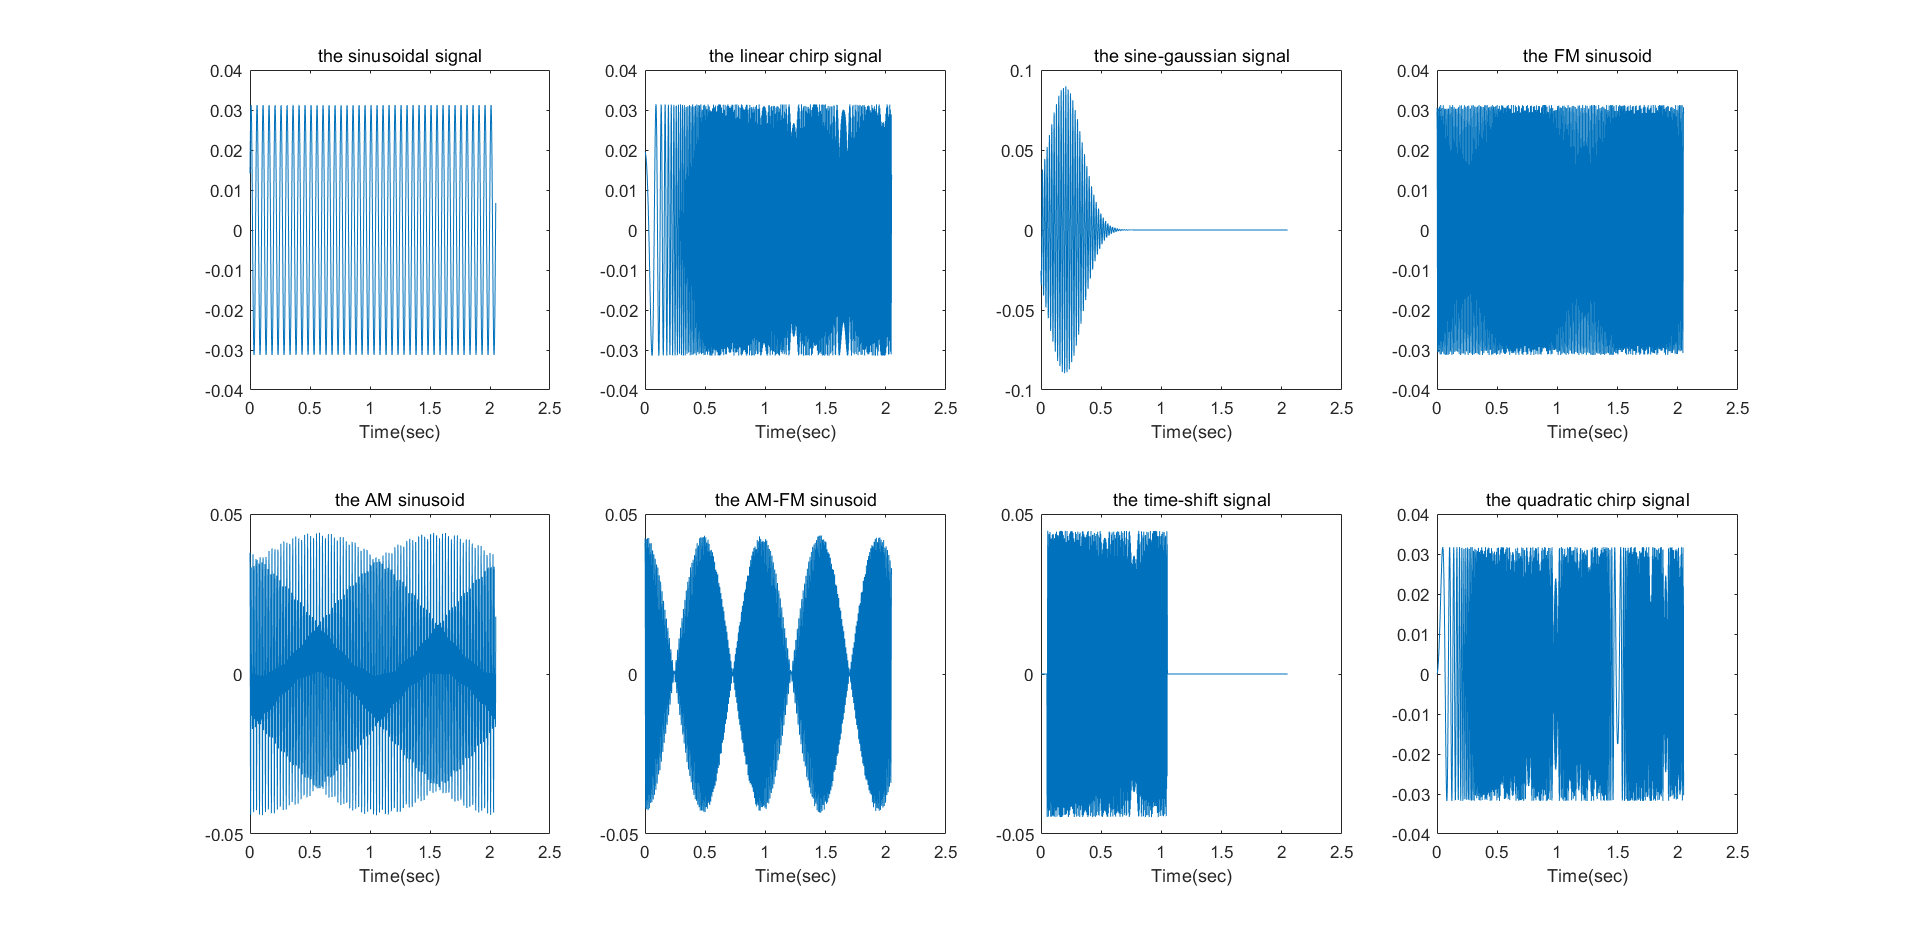 the sinusoidal signal
0.04
0.03
0.02
0.01
0
-0.01
-0.02
-0.03
-0.04
0 0.5 1 1.5 2 2.5
Time(sec)
the linear chirp signal
0.04
0.03
0.02
0.01
0
-0.01
-0.02
-0.03
-0.04
0 0.5 1 1.5 2 2.5
Time(sec)
the sine-gaussian signal
0.1
0.05
0
-0.05
-0.1
0 0.5 1 1.5 2 2.5
Time(sec)
the FM sinusoid
0.04
0.03
0.02
0.01
0
-0.01
-0.02
-0.03
-0.04
0 0.5 1 1.5 2 2.5
Time(sec)
the AM sinusoid
0.05
0
-0.05
0 0.5 1 1.5 2 2.5
Time(sec)
the AM-FM sinusoid
0.05
0
-0.05
0 0.5 1 1.5 2 2.5
Time(sec)
the time-shift signal
0.05
0
-0.05
0 0.5 1 1.5 2 2.5
Time(sec)
the quadratic chirp signal
0.04
0.03
0.02
0.01
0
-0.01
-0.02
-0.03
-0.04
0 0.5 1 1.5 2 2.5
Time(sec)